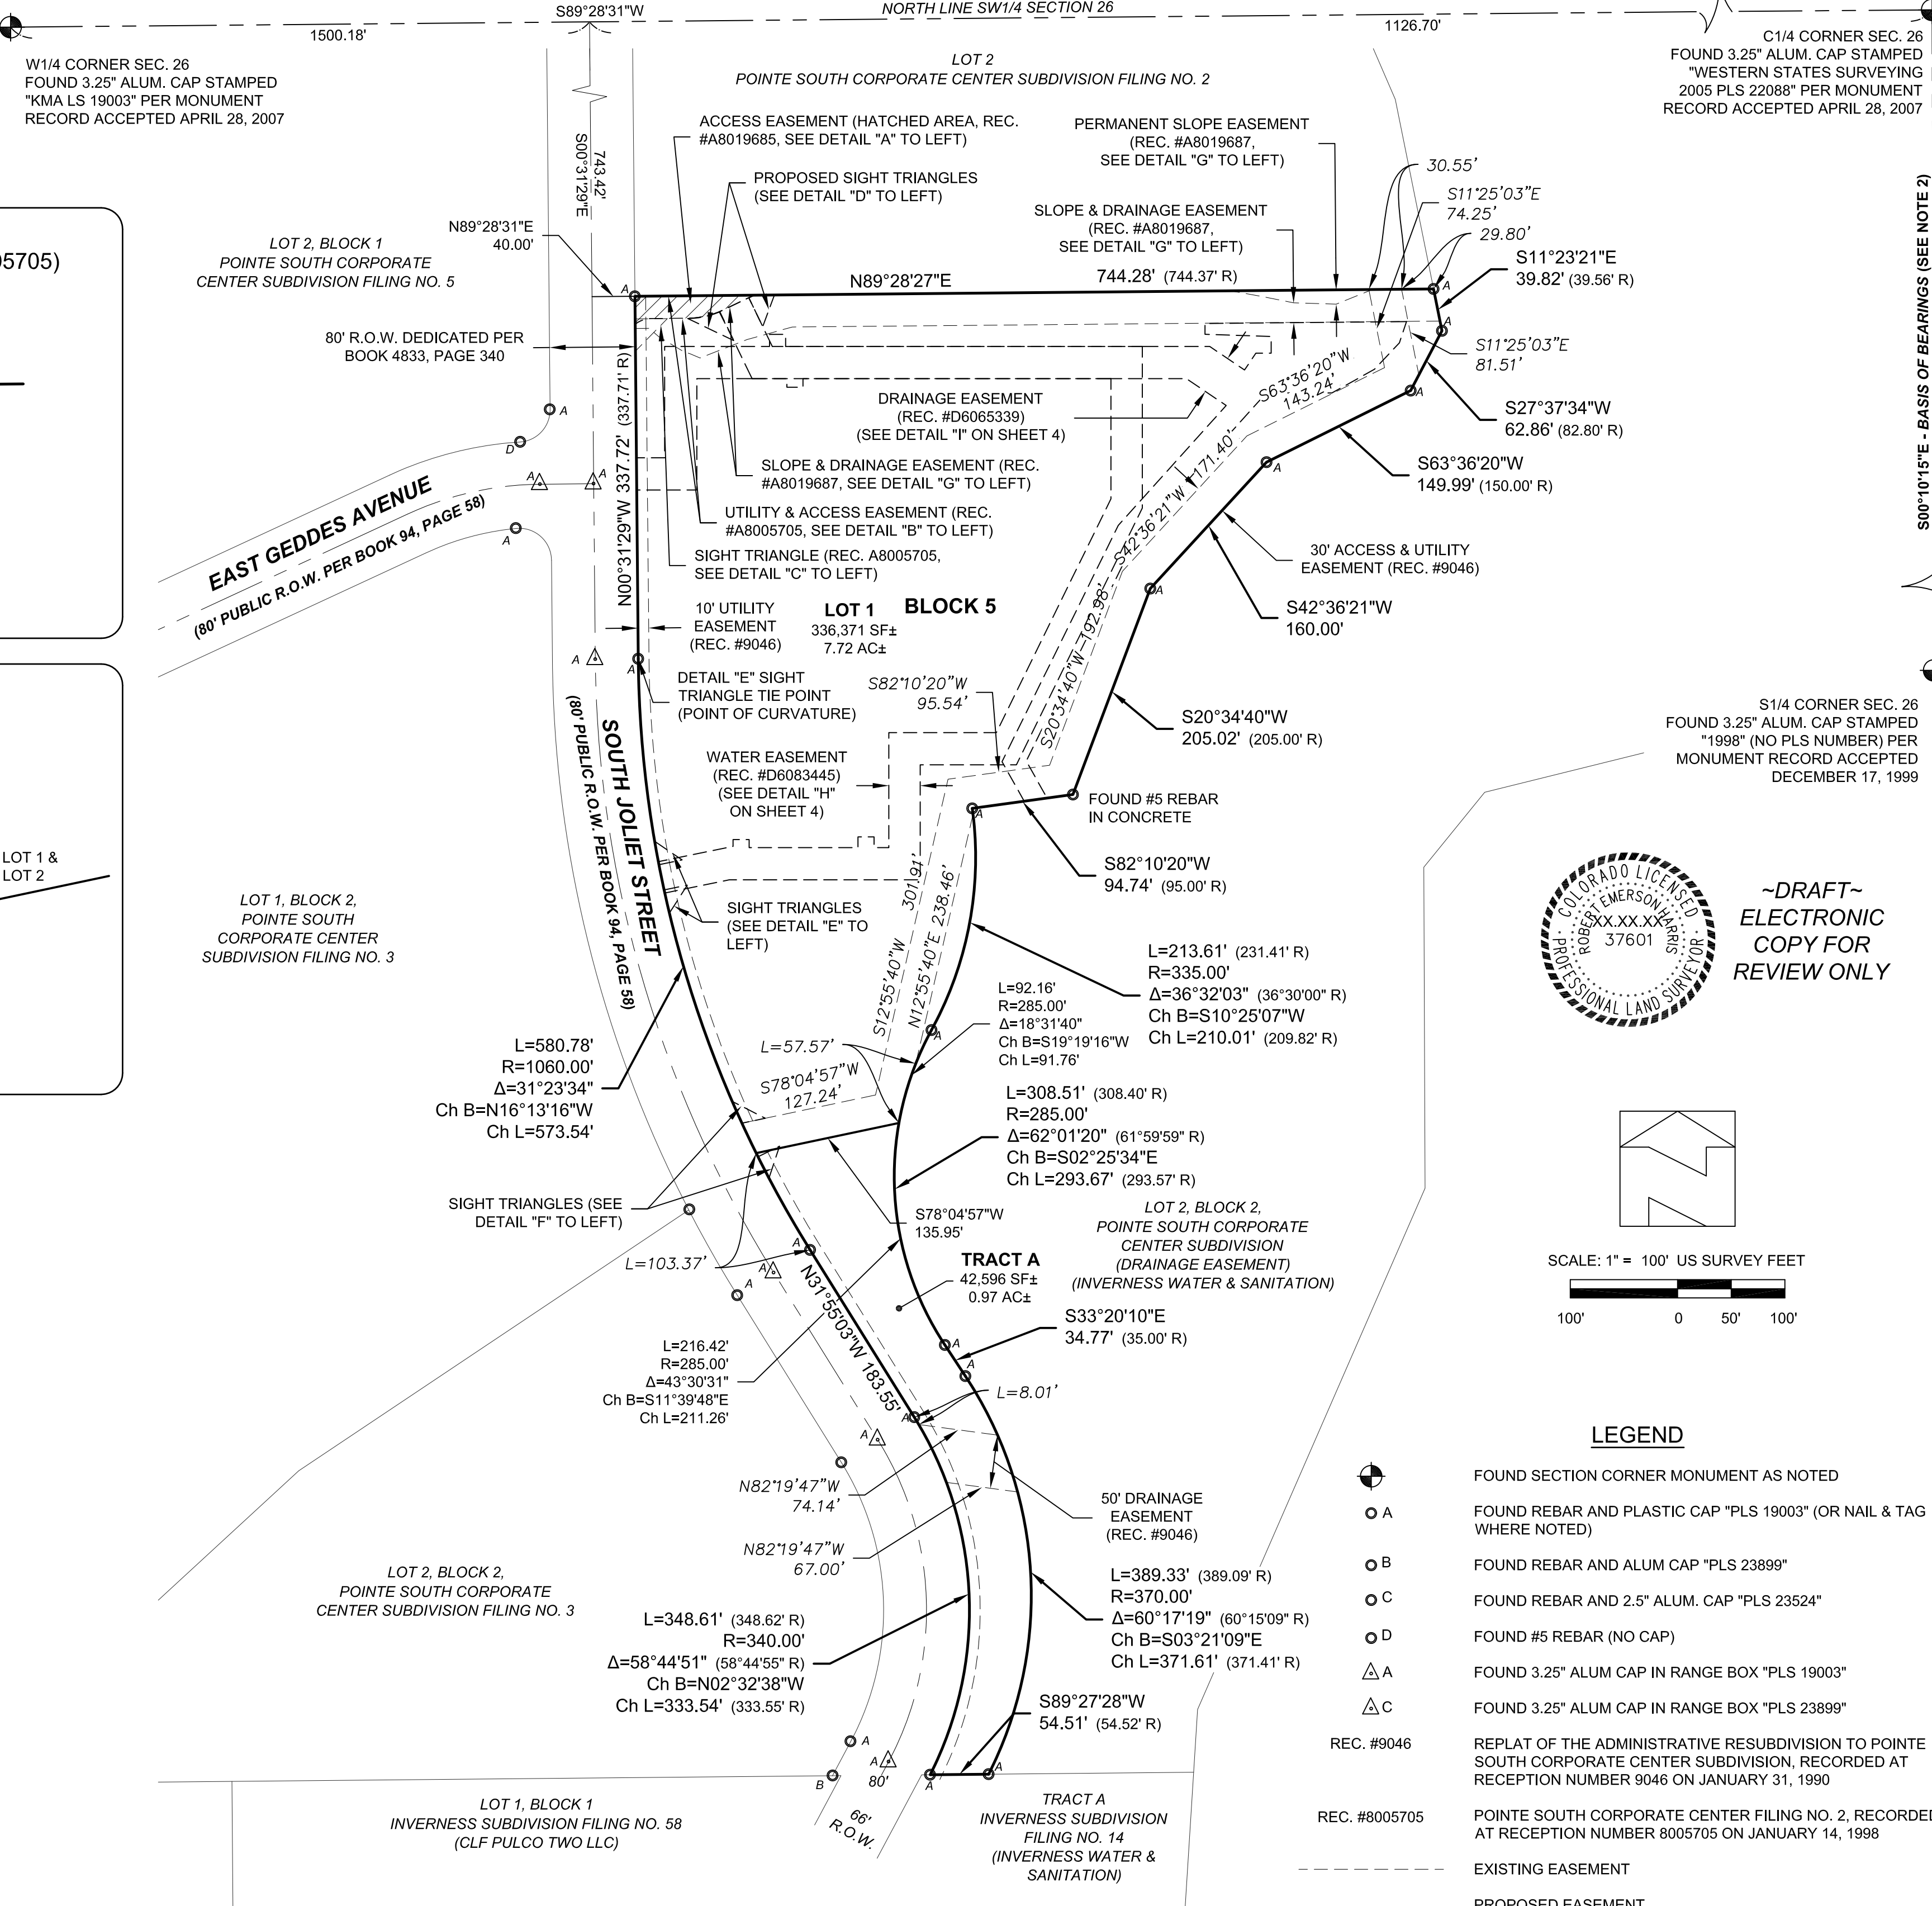 S89°28'31"W
NORTH LINE SW1/4 SECTION 26
1500.18'
1126.70'
W1/4 CORNER SEC. 26
FOUND 3.25" ALUM. CAP STAMPED
"KMA LS 19003" PER MONUMENT
RECORD ACCEPTED APRIL 28, 2007
LOT 2
POINTE SOUTH CORPORATE CENTER SUBDIVISION FILING NO. 2
C1/4 CORNER SEC. 26
FOUND 3.25" ALUM. CAP STAMPED
"WESTERN STATES SURVEYING
2005 PLS 22088" PER MONUMENT
RECORD ACCEPTED APRIL 28, 2007
743.42'
S00°31'29"E
ACCESS EASEMENT (HATCHED AREA, REC.
#A8019685, SEE DETAIL "A" TO LEFT)
PERMANENT SLOPE EASEMENT
(REC. #A8019687,
SEE DETAIL "G" TO LEFT)
PROPOSED SIGHT TRIANGLES
(SEE DETAIL "D" TO LEFT)
SLOPE & DRAINAGE EASEMENT
(REC. #A8019687,
SEE DETAIL "G" TO LEFT)
30.55'
S11°25'03"E
74.25'
29.80'
S11°23'21"E
39.82' (39.56' R)
S00°10'15"E - BASIS OF BEARINGS (SEE NOTE 2)
05705)
LOT 2, BLOCK 1
POINTE SOUTH CORPORATE
CENTER SUBDIVISION FILING NO. 5
N89°28'31"E
40.00'
A
N89°28'27"E
744.28' (744.37' R)
A
A
80' R.O.W. DEDICATED PER
BOOK 4833, PAGE 340
N00°31'29"W 337.72' (337.71' R)
S11°25'03"E
81.51'
S63°36'20"W
143.24'
A
S27°37'34"W
62.86' (82.80' R)
DRAINAGE EASEMENT
(REC. #D6065339)
(SEE DETAIL "I" ON SHEET 4)
SLOPE & DRAINAGE EASEMENT (REC.
#A8019687, SEE DETAIL "G" TO LEFT)
UTILITY & ACCESS EASEMENT (REC.
#A8005705, SEE DETAIL "B" TO LEFT)
SIGHT TRIANGLE (REC. A8005705,
SEE DETAIL "C" TO LEFT)
A
S63°36'20"W
149.99' (150.00' R)
S42°36'21"W 171.40'
A
D
A
A
A
EAST GEDDES AVENUE
(80' PUBLIC R.O.W. PER BOOK 94, PAGE 58)
30' ACCESS & UTILITY
EASEMENT (REC. #9046)
A
S42°36'21"W
160.00'
10' UTILITY
EASEMENT
(REC. #9046)
LOT 1 BLOCK 5
336,371 SF±
7.72 AC±
S20°34'40"W 192.98'
A
A
DETAIL "E" SIGHT
TRIANGLE TIE POINT
(POINT OF CURVATURE)
S82°10'20"W
95.54'
S20°34'40"W
205.02' (205.00' R)
S1/4 CORNER SEC. 26
FOUND 3.25" ALUM. CAP STAMPED
"1998" (NO PLS NUMBER) PER
MONUMENT RECORD ACCEPTED
DECEMBER 17, 1999
SOUTH JOLIET STREET
(80' PUBLIC R.O.W. PER BOOK 94, PAGE 58)
WATER EASEMENT
(REC. #D6083445)
(SEE DETAIL "H"
ON SHEET 4)
FOUND #5 REBAR
IN CONCRETE
A
S82°10'20"W
94.74' (95.00' R)
LOT 1 &
LOT 2
LOT 1, BLOCK 2,
POINTE SOUTH
CORPORATE CENTER
SUBDIVISION FILING NO. 3
SIGHT TRIANGLES
(SEE DETAIL "E" TO
LEFT)
S12°55'40"W 301.91'
N12°55'40"E 238.46'
COLORADO LICENSED
ROBERT EMERSON HARRIS
XX.XX.XX
37601
PROFESSIONAL LAND SURVEYOR
~DRAFT~
ELECTRONIC
COPY FOR
REVIEW ONLY
L=213.61' (231.41' R)
R=335.00'
Δ=36°32'03" (36°30'00" R)
Ch B=S10°25'07"W
Ch L=210.01' (209.82' R)
L=92.16'
R=285.00'
Δ=18°31'40"
Ch B=S19°19'16"W
Ch L=91.76'
A
L=580.78'
R=1060.00'
Δ=31°23'34"
Ch B=N16°13'16"W
Ch L=573.54'
L=57.57'
S78°04'57"W
127.24'
L=308.51' (308.40' R)
R=285.00'
Δ=62°01'20" (61°59'59" R)
Ch B=S02°25'34"E
Ch L=293.67' (293.57' R)
SIGHT TRIANGLES (SEE
DETAIL "F" TO LEFT)
S78°04'57"W
135.95'
LOT 2, BLOCK 2,
POINTE SOUTH CORPORATE
CENTER SUBDIVISION
(DRAINAGE EASEMENT)
(INVERNESS WATER & SANITATION)
L=103.37'
A
A
A
TRACT A
42,596 SF±
0.97 AC±
SCALE: 1" = 100' US SURVEY FEET
100' 0 50' 100'
N31°55'03"W 183.55'
S33°20'10"E
34.77' (35.00' R)
A
A
L=216.42'
R=285.00'
Δ=43°30'31"
Ch B=S11°39'48"E
Ch L=211.26'
L=8.01'
A
A
N82°19'47"W
74.14'
50' DRAINAGE
EASEMENT
(REC. #9046)
N82°19'47"W
67.00'
LOT 2, BLOCK 2,
POINTE SOUTH CORPORATE
CENTER SUBDIVISION FILING NO. 3
L=389.33' (389.09' R)
R=370.00'
Δ=60°17'19" (60°15'09" R)
Ch B=S03°21'09"E
Ch L=371.61' (371.41' R)
L=348.61' (348.62' R)
R=340.00'
Δ=58°44'51" (58°44'55" R)
Ch B=N02°32'38"W
Ch L=333.54' (333.55' R)
S89°27'28"W
54.51' (54.52' R)
A
A
B
80'
A
A
66'
R.O.W.
LOT 1, BLOCK 1
INVERNESS SUBDIVISION FILING NO. 58
(CLF PULCO TWO LLC)
TRACT A
INVERNESS SUBDIVISION
FILING NO. 14
(INVERNESS WATER &
SANITATION)
LEGEND
FOUND SECTION CORNER MONUMENT AS NOTED
A FOUND REBAR AND PLASTIC CAP "PLS 19003" (OR NAIL & TAG
WHERE NOTED)
B FOUND REBAR AND ALUM CAP "PLS 23899"
C FOUND REBAR AND 2.5" ALUM. CAP "PLS 23524"
D FOUND #5 REBAR (NO CAP)
A FOUND 3.25" ALUM CAP IN RANGE BOX "PLS 19003"
C FOUND 3.25" ALUM CAP IN RANGE BOX "PLS 23899"
REC. #9046 REPLAT OF THE ADMINISTRATIVE RESUBDIVISION TO POINTE
SOUTH CORPORATE CENTER SUBDIVISION, RECORDED AT
RECEPTION NUMBER 9046 ON JANUARY 31, 1990
REC. #8005705 POINTE SOUTH CORPORATE CENTER FILING NO. 2, RECORDED
AT RECEPTION NUMBER 8005705 ON JANUARY 14, 1998
EXISTING EASEMENT
PROPOSED EASEMENT